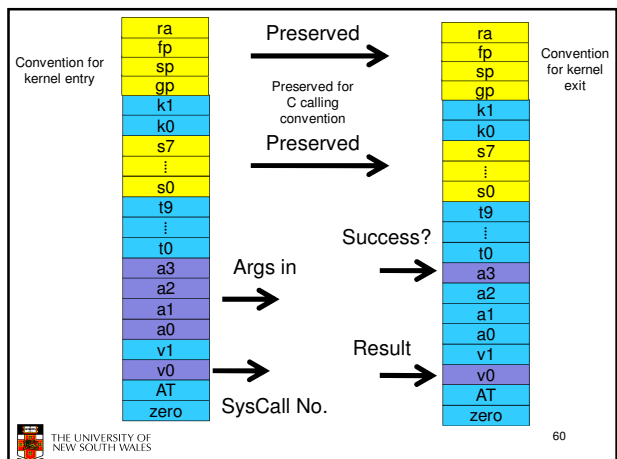 Convention for
kernel entry
ra
fp
sp
gp
k1
k0
s7
⋮
s0
t9
⋮
t0
a3
a2
a1
a0
v1
v0
AT
zero
Preserved
Preserved for
C calling
convention
Preserved
Args in
SysCall No.
Success?
Result
ra
fp
sp
gp
k1
k0
s7
⋮
s0
t9
⋮
t0
a3
a2
a1
a0
v1
v0
AT
zero
Convention
for kernel
exit
THE UNIVERSITY OF
NEW SOUTH WALES
60